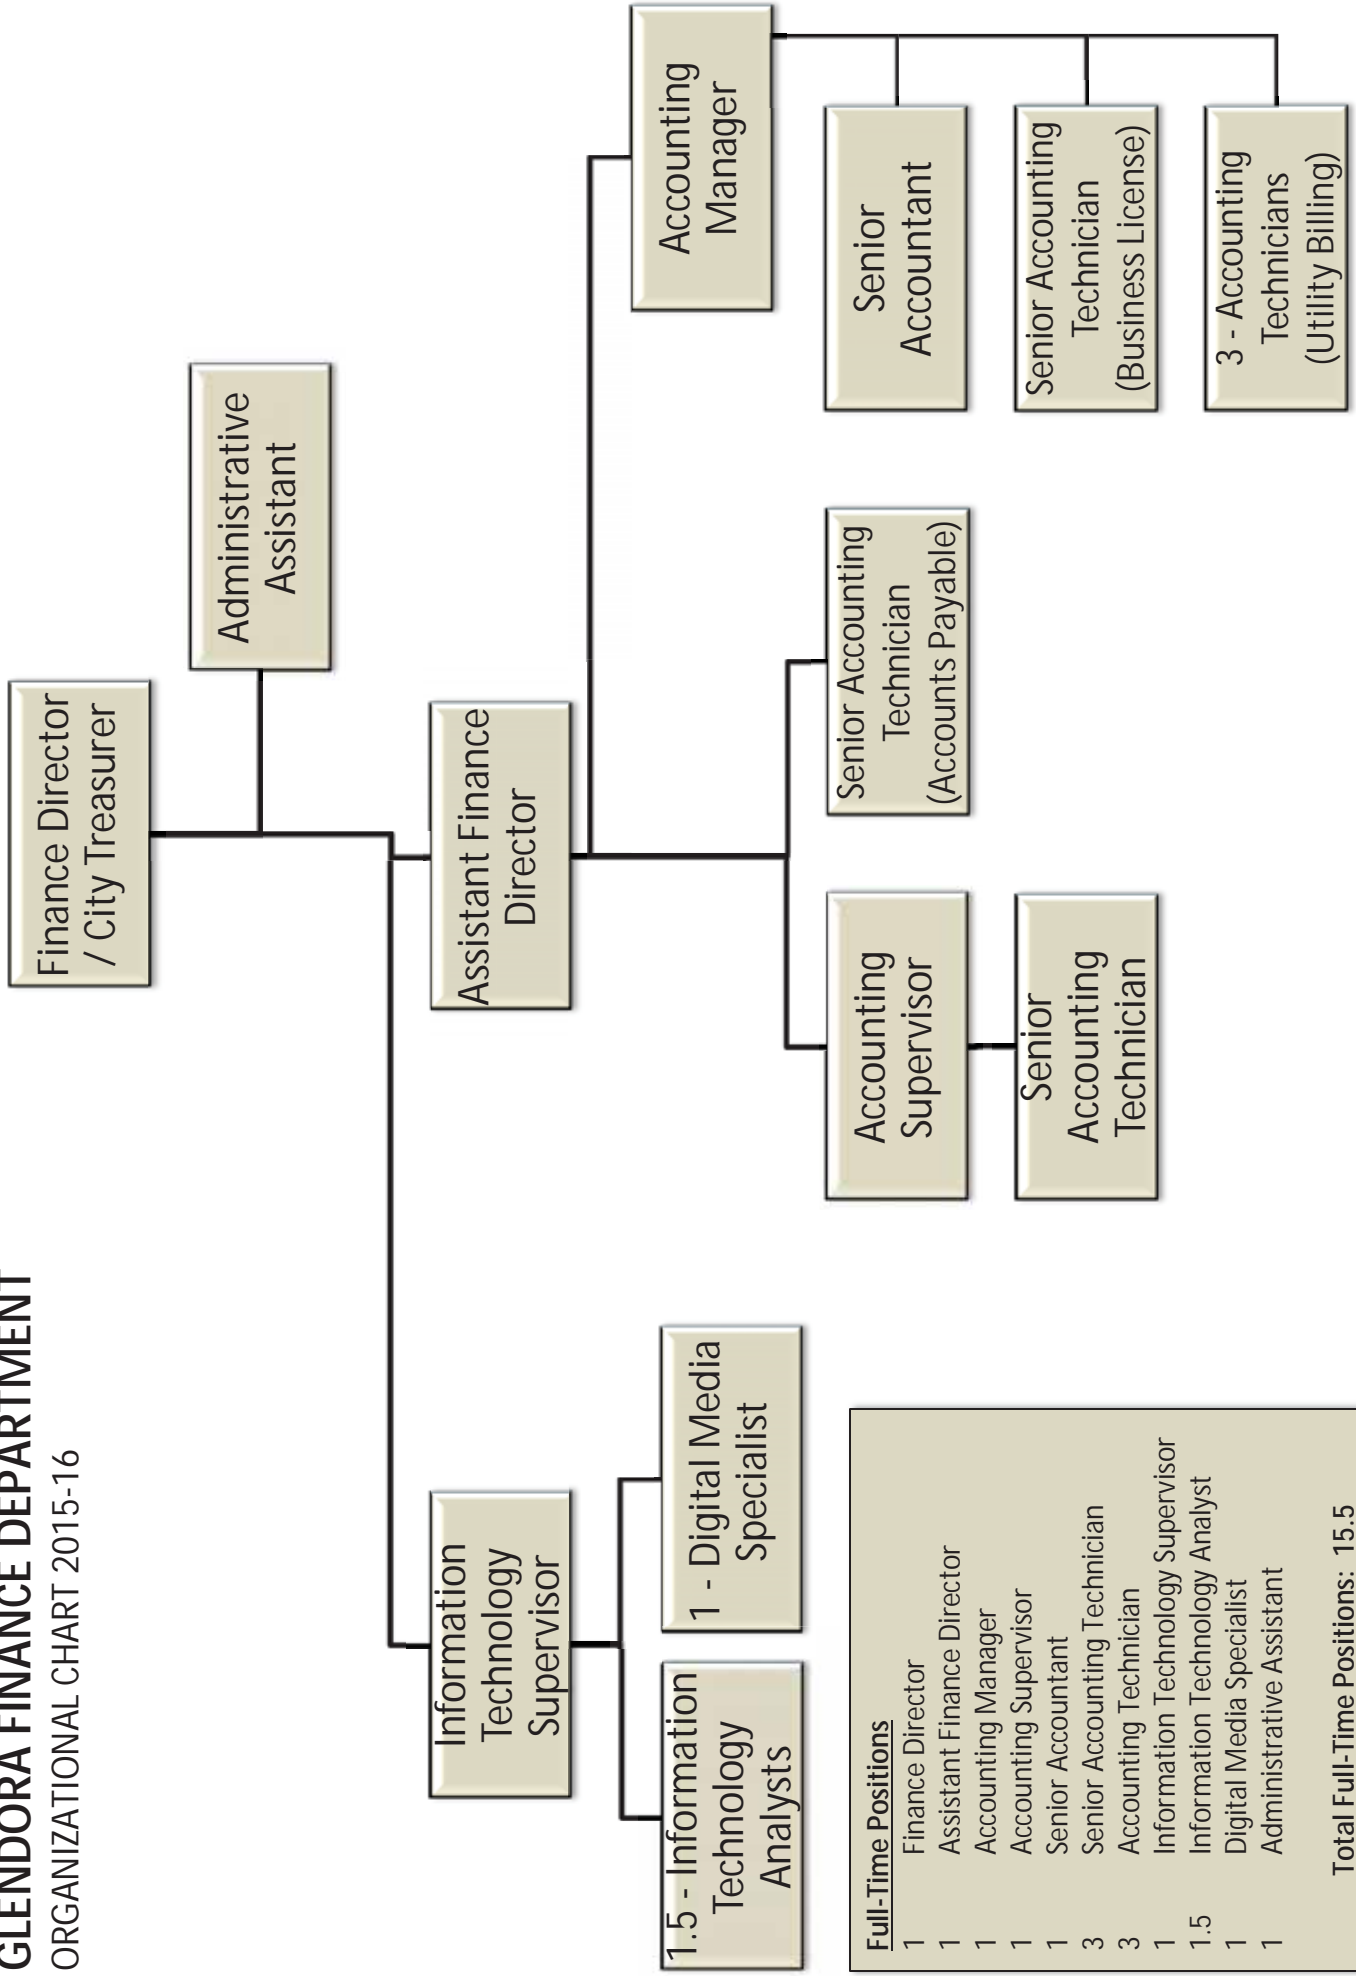 GLENDORA FINANCE DEPARTMENT
ORGANIZATIONAL CHART 2015-16
Finance Director
/ City Treasurer
Administrative
Assistant
Information
Technology
Supervisor
Assistant Finance
Director
1.5 - Information
Technology
Analysts
1 - Digital Media
Specialist
Accounting
Manager
Accounting
Supervisor
Senior Accounting
Technician
(Accounts Payable)
Senior
Accountant
Senior
Accounting
Technician
Senior Accounting
Technician
(Business License)
3 - Accounting
Technicians
(Utility Billing)
Full-Time Positions
1 Finance Director
1 Assistant Finance Director
1 Accounting Manager
1 Accounting Supervisor
1 Senior Accountant
3 Senior Accounting Technician
3 Accounting Technician
1 Information Technology Supervisor
1.5 Information Technology Analyst
1 Digital Media Specialist
1 Administrative Assistant
Total Full-Time Positions: 15.5